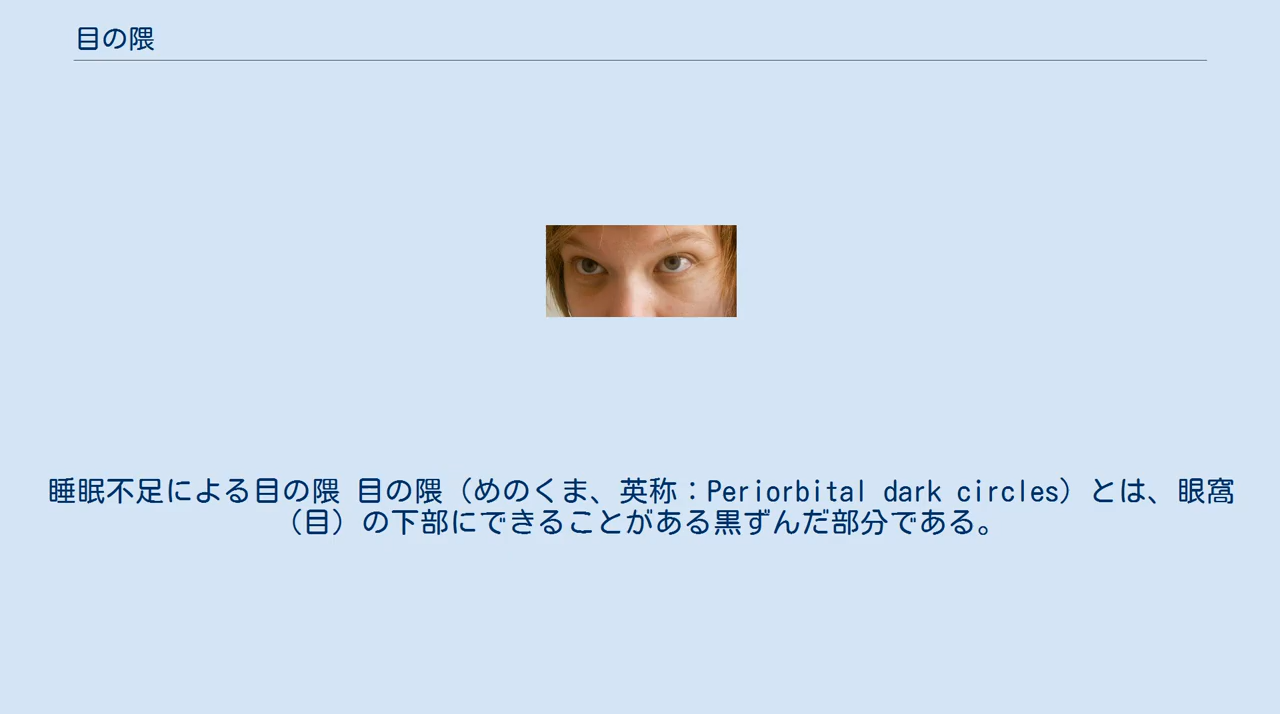 目の隈
睡眠不足による目の隈 目の隈（めのくま、英称：Periorbital dark circles）とは、眼窩
（目）の下部にできることがある黒ずんだ部分である。